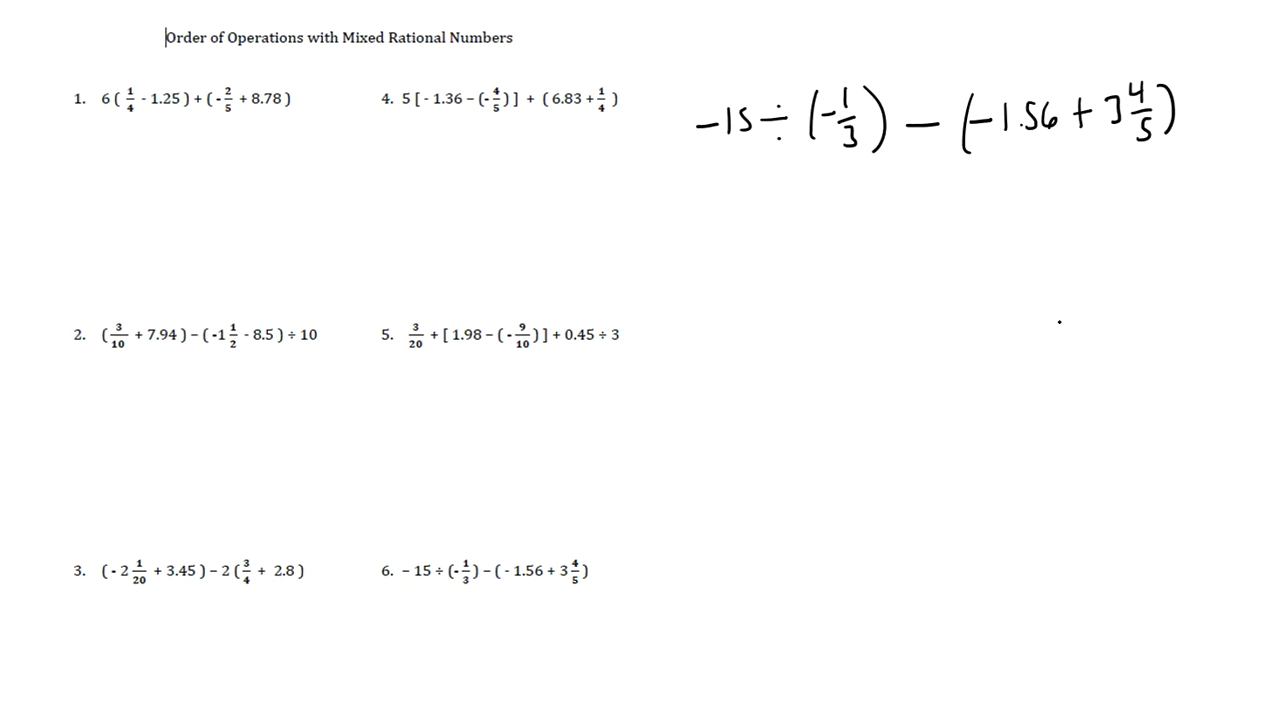 Order of Operations with Mixed Rational Numbers
1. 6 ( 1/4 - 1.25 ) + (- 2/5 + 8.78 )
4. 5 [ - 1.36 – (- 4/5 ) ] + ( 6.83 + 1/4 )
-15 ÷ (- 1/3 ) – (-1.56 + 3 4/5 )
2. ( 3/10 + 7.94 ) – ( -1 1/2 - 8.5 ) ÷ 10
5. 3/20 + [ 1.98 – ( - 9/10 ) ] + 0.45 ÷ 3
3. ( - 2 1/20 + 3.45 ) – 2 ( 3/4 + 2.8 )
6. – 15 ÷ (- 1/3 ) – ( - 1.56 + 3 4/5 )